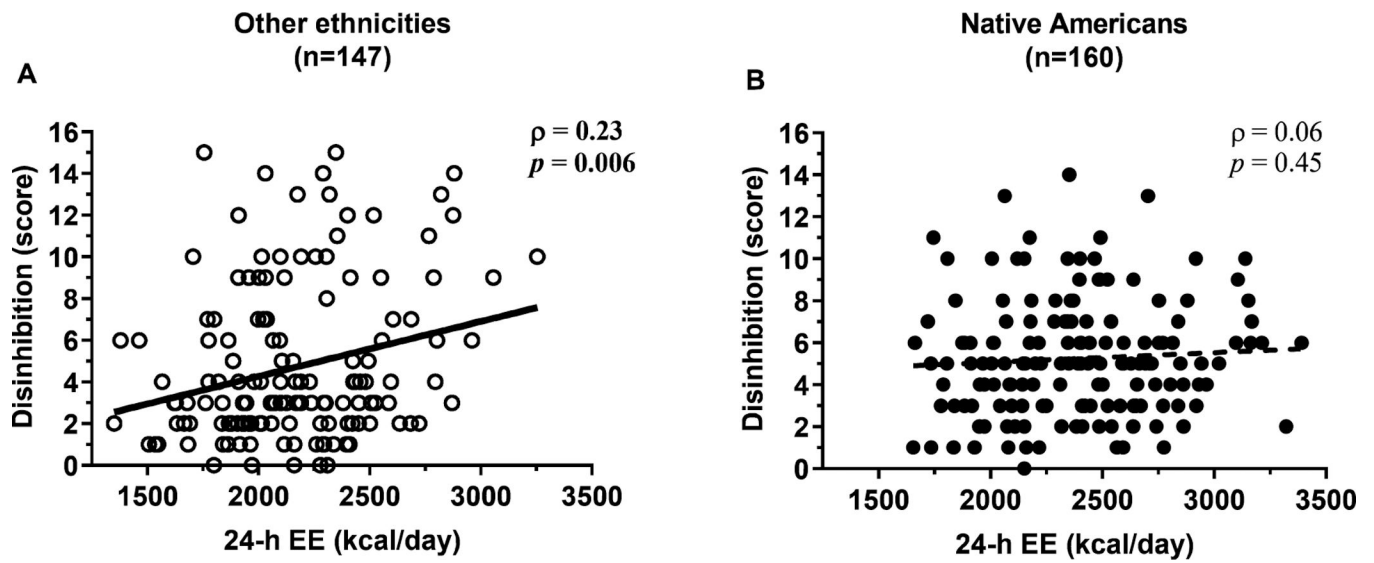 Other ethnicities
(n=147)
A
ρ = 0.23
p = 0.006
Disinhibition (score)
16
14
12
10
8
6
4
2
0
1500 2000 2500 3000 3500
24-h EE (kcal/day)
Native Americans
(n=160)
B
ρ = 0.06
p = 0.45
Disinhibition (score)
16
14
12
10
8
6
4
2
0
1500 2000 2500 3000 3500
24-h EE (kcal/day)